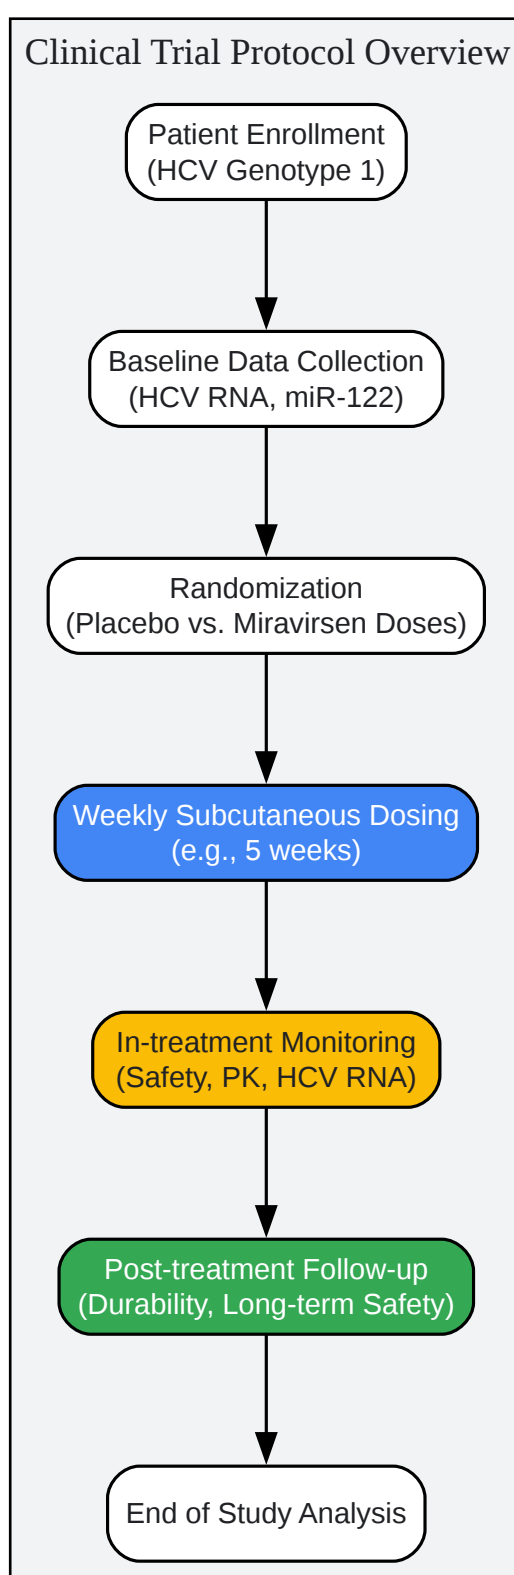 Clinical Trial Protocol Overview
Patient Enrollment
(HCV Genotype 1)
Baseline Data Collection
(HCV RNA, miR-122)
Randomization
(Placebo vs. Miravirsen Doses)
Weekly Subcutaneous Dosing
(e.g., 5 weeks)
In-treatment Monitoring
(Safety, PK, HCV RNA)
Post-treatment Follow-up
(Durability, Long-term Safety)
End of Study Analysis